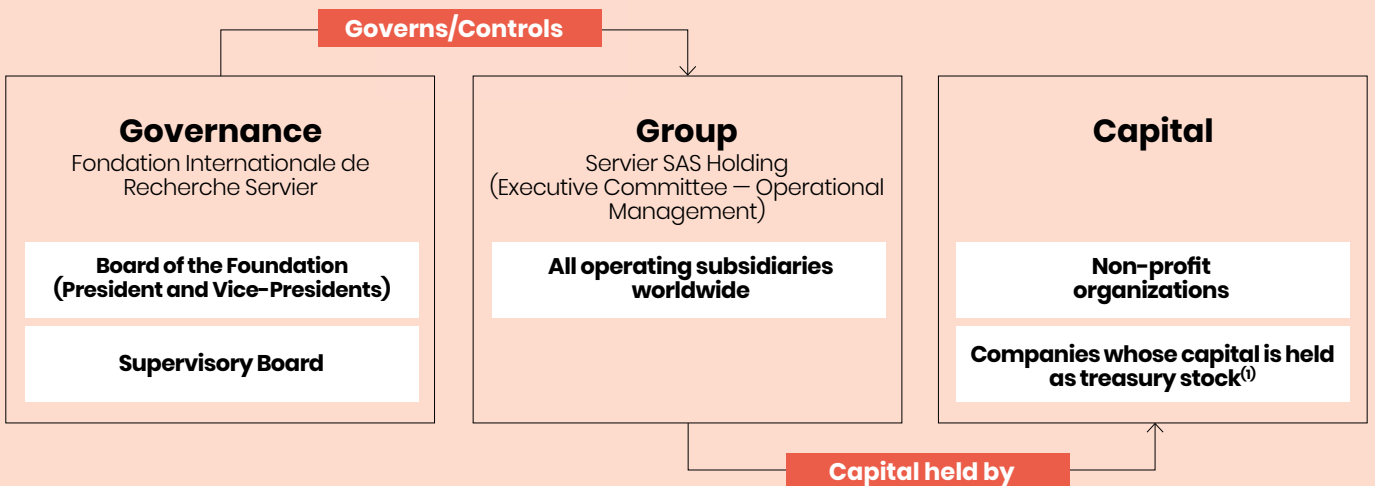 Governs/Controls
Governance
Fondation Internationale de
Recherche Servier
Board of the Foundation
(President and Vice-Presidents)
Supervisory Board
Group
Servier SAS Holding
(Executive Committee — Operational
Management)
All operating subsidiaries
worldwide
Capital
Non-profit
organizations
Companies whose capital is held
as treasury stock(1)
Capital held by